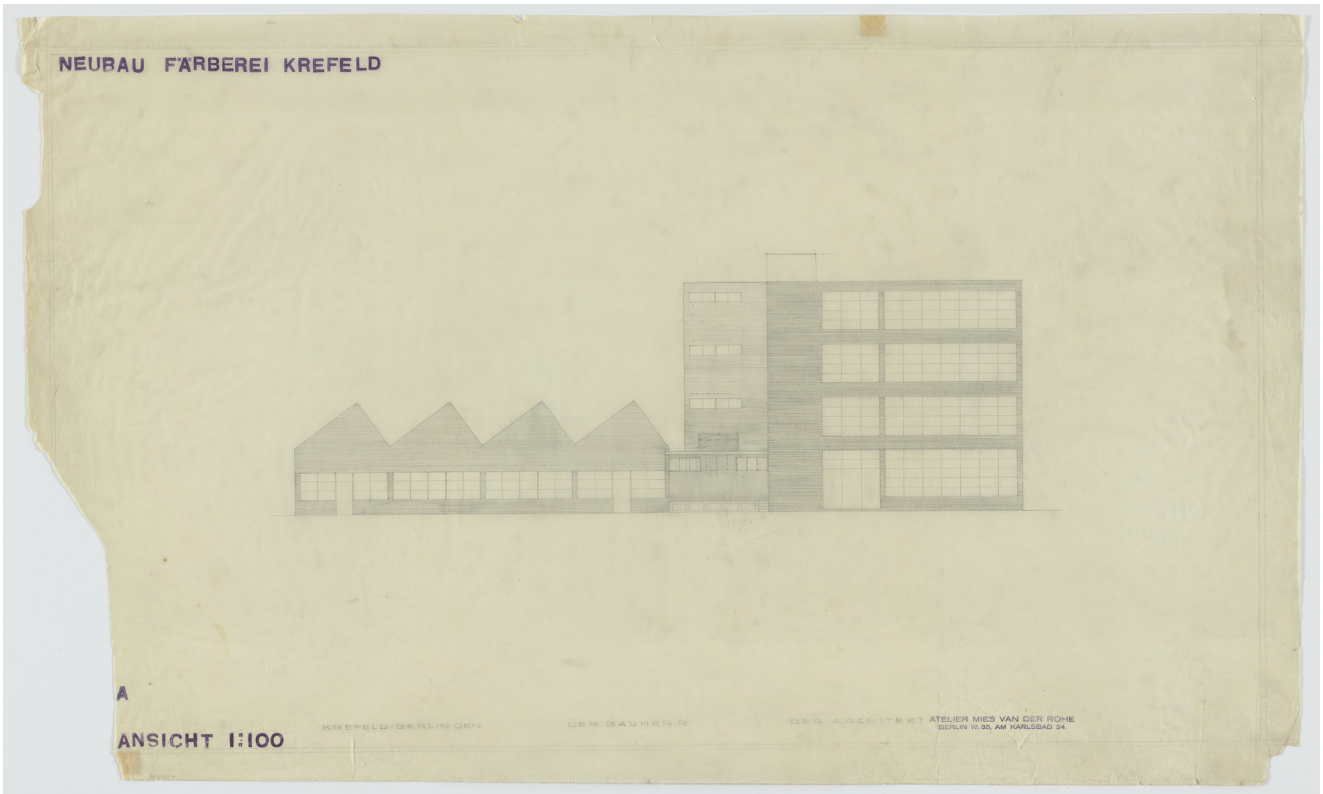 NEUBAU FÄRBEREI KREFELD
A
KREFELD-BERLIN·DEN DER BAUHERR DER ARCHITEKT ATELIER MIES VAN DER ROHE
BERLIN W. 35, AM KARLSBAD 24.
ANSICHT 1:100